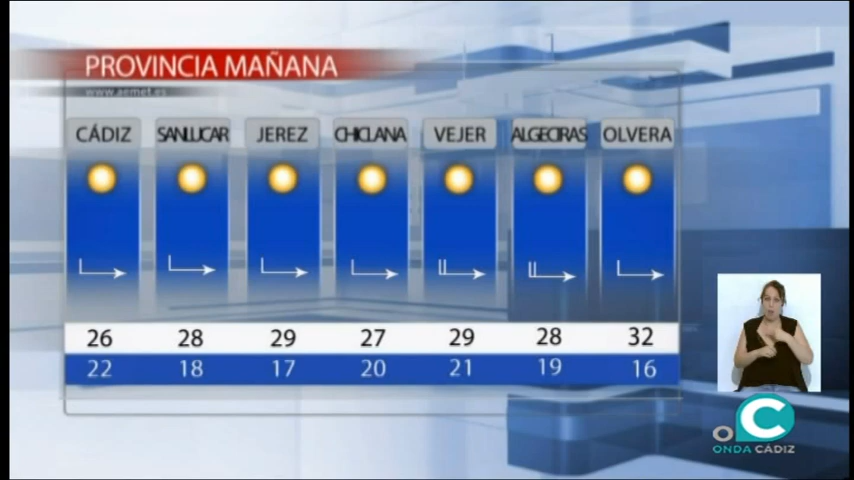 PROVINCIA MAÑANA
www.aemet.es
CÁDIZ SANLUCAR JEREZ CHICLANA VEJER ALGECIRAS OLVERA
26 28 29 27 29 28 32
22 18 17 20 21 19 16
O C
ONDA CÁDIZ